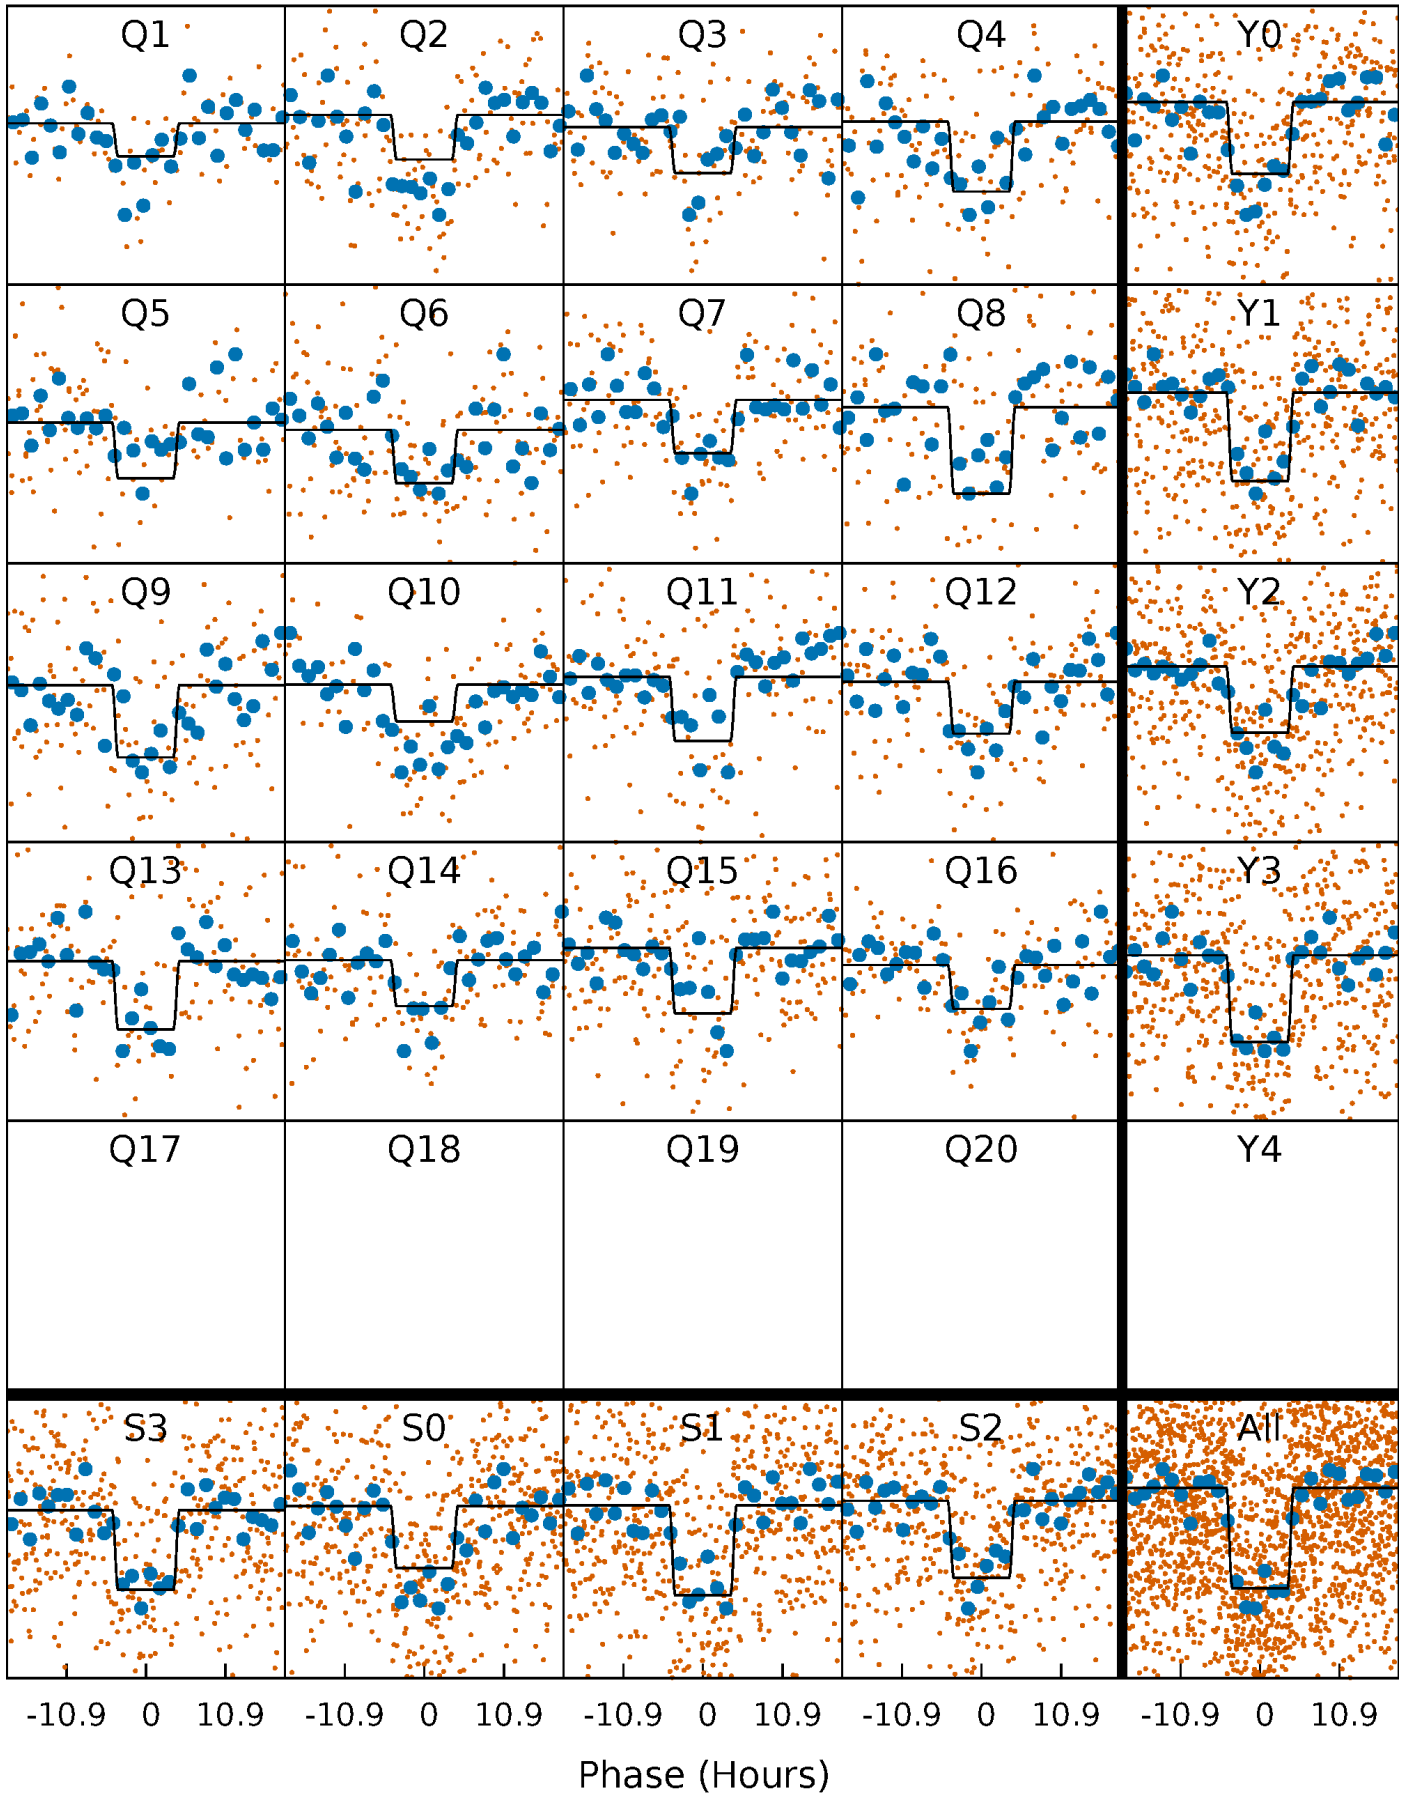 Q1 Q2 Q3 Q4 Y0
Q5 Q6 Q7 Q8 Y1
Q9 Q10 Q11 Q12 Y2
Q13 Q14 Q15 Q16 Y3
Q17 Q18 Q19 Q20 Y4
S3 S0 S1 S2 All
-10.9 0 10.9 -10.9 0 10.9 -10.9 0 10.9 -10.9 0 10.9 -10.9 0 10.9
Phase (Hours)